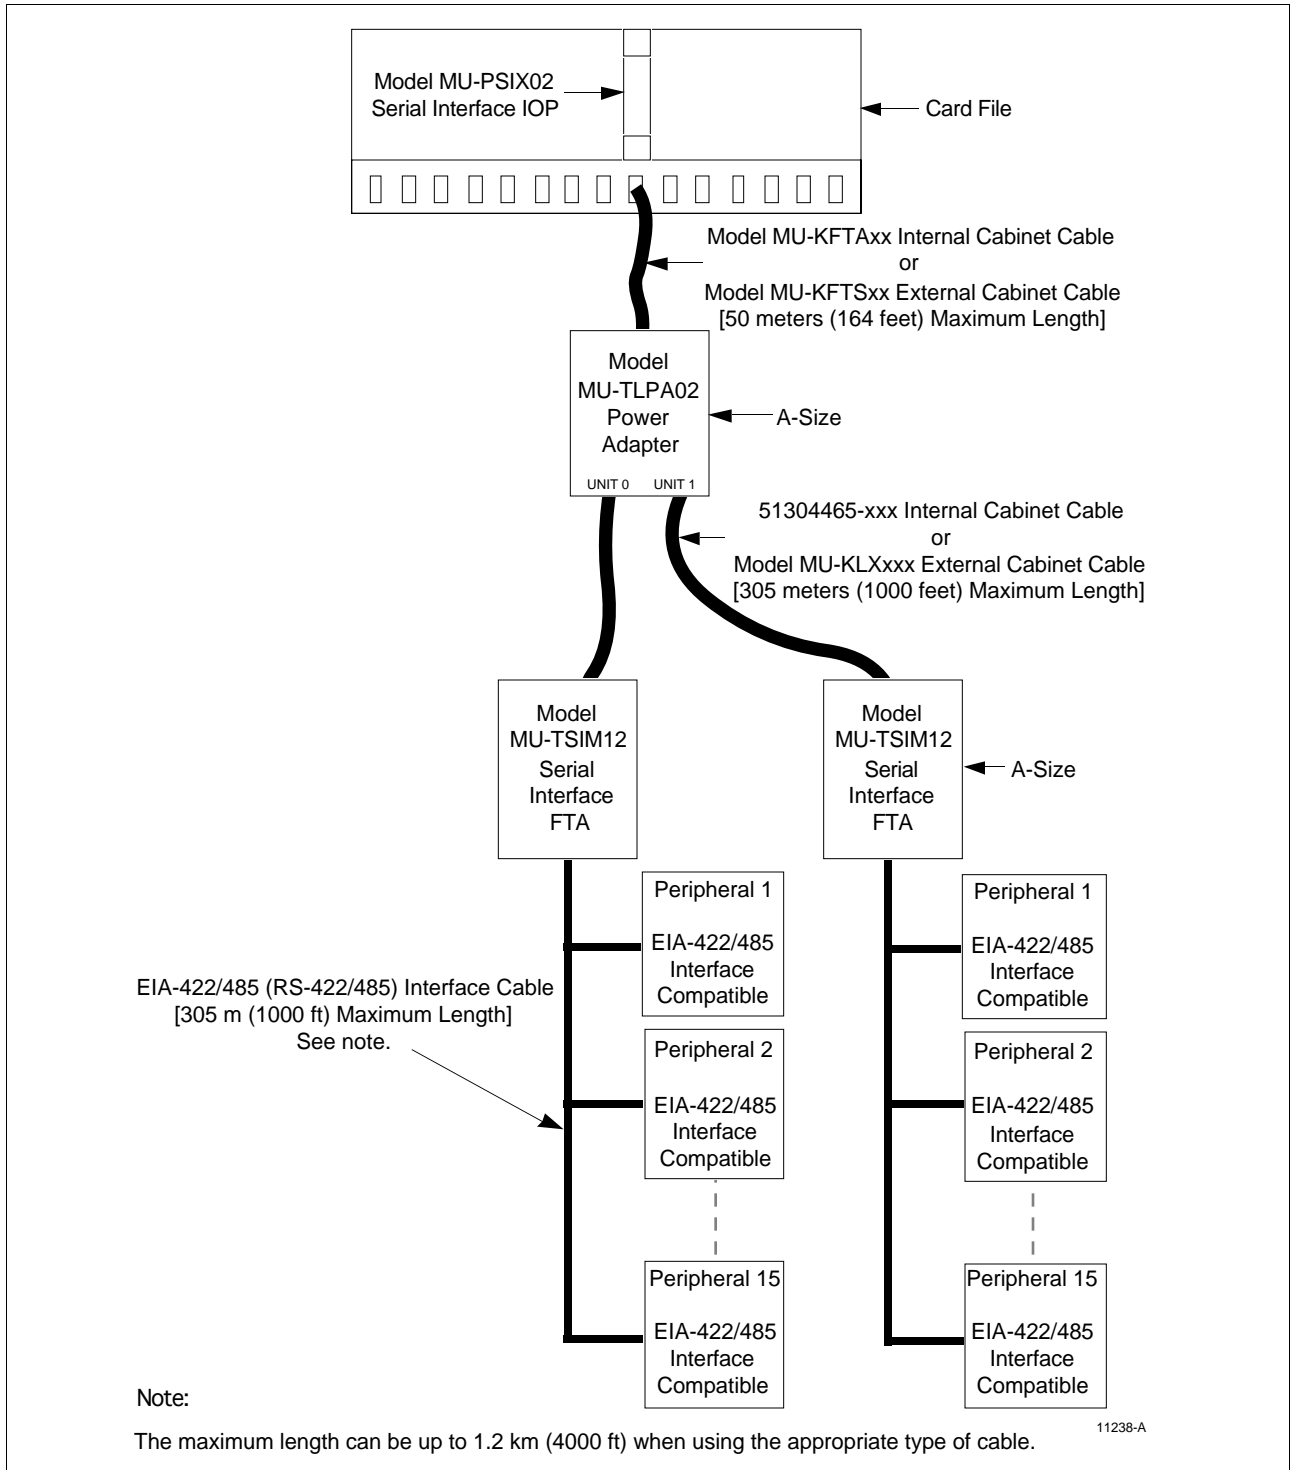 Model MU-PSIX02
Serial Interface IOP
Card File
Model MU-KFTAxx Internal Cabinet Cable
or
Model MU-KFTSxx External Cabinet Cable
[50 meters (164 feet) Maximum Length]
Model
MU-TLPA02
Power
Adapter
A-Size
UNIT 0
UNIT 1
51304465-xxx Internal Cabinet Cable
or
Model MU-KLXxxx External Cabinet Cable
[305 meters (1000 feet) Maximum Length]
Model
MU-TSIM12
Serial
Interface
FTA
Model
MU-TSIM12
Serial
Interface
FTA
A-Size
Peripheral 1
EIA-422/485
Interface
Compatible
Peripheral 1
EIA-422/485
Interface
Compatible
EIA-422/485 (RS-422/485) Interface Cable
[305 m (1000 ft) Maximum Length]
See note.
Peripheral 2
EIA-422/485
Interface
Compatible
Peripheral 2
EIA-422/485
Interface
Compatible
Peripheral 15
EIA-422/485
Interface
Compatible
Peripheral 15
EIA-422/485
Interface
Compatible
Note:
11238-A
The maximum length can be up to 1.2 km (4000 ft) when using the appropriate type of cable.